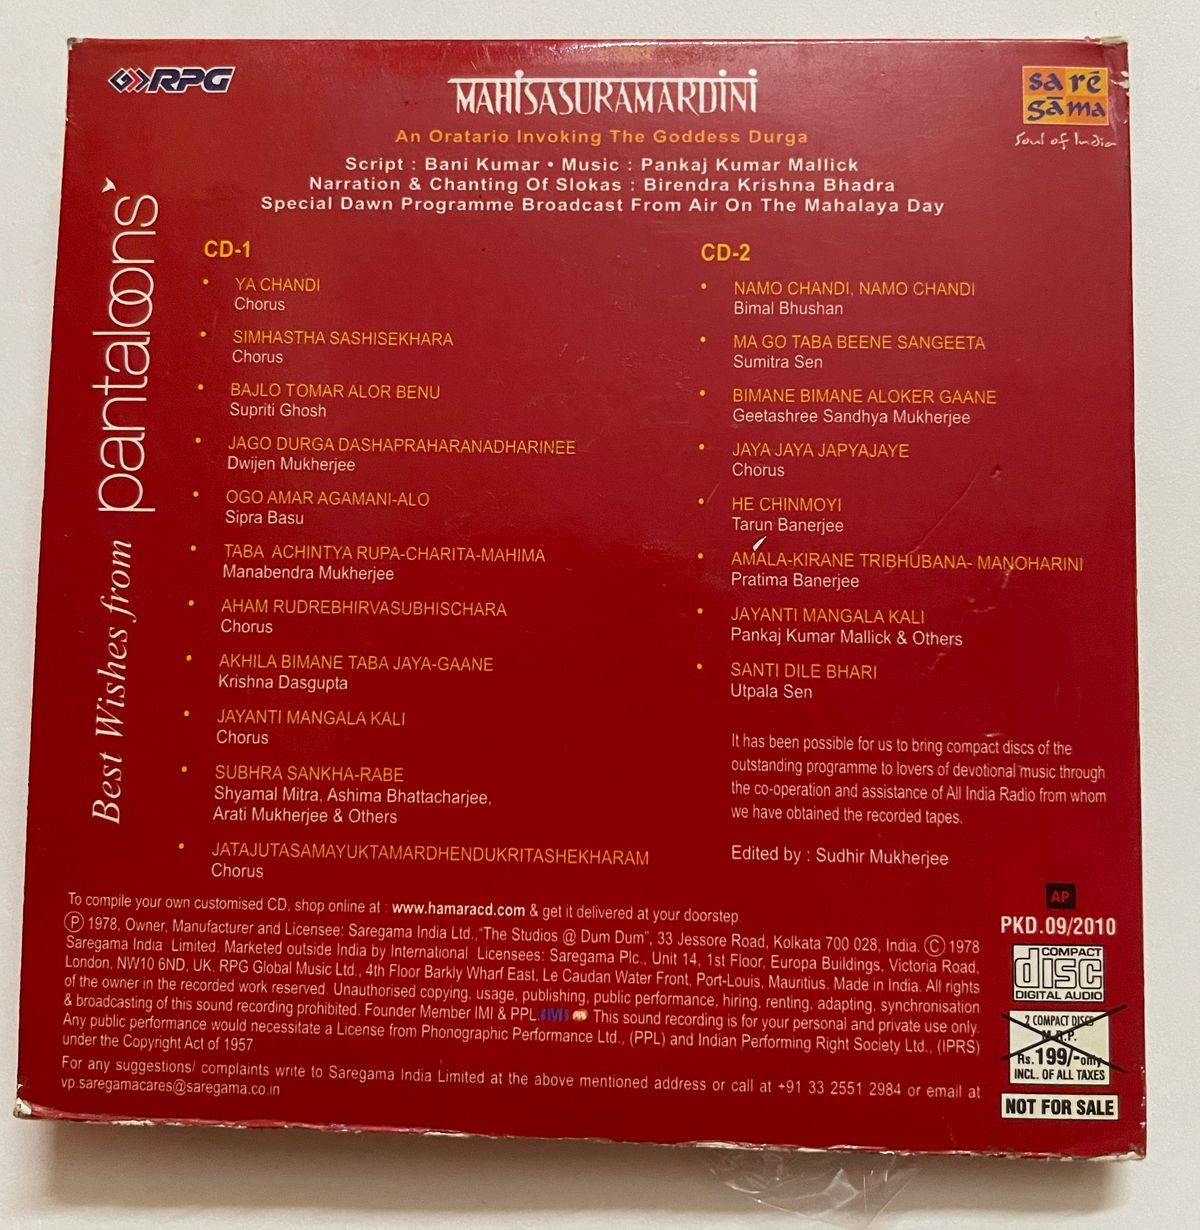 RPG
MAHISASURAMARDINI
sa rē
gāma
Soul of India
An Oratario Invoking The Goddess Durga
Script : Bani Kumar • Music : Pankaj Kumar Mallick
Narration & Chanting Of Slokas : Birendra Krishna Bhadra
Special Dawn Programme Broadcast From Air On The Mahalaya Day
Best Wishes from pantaloons
CD-1
• YA CHANDI
Chorus
• SIMHASTHA SASHISEKHARA
Chorus
• BAJLO TOMAR ALOR BENU
Supriti Ghosh
• JAGO DURGA DASHAPRAHARANADHARINEE
Dwijen Mukherjee
• OGO AMAR AGAMANI-ALO
Sipra Basu
• TABA ACHINTYA RUPA-CHARITA-MAHIMA
Manabendra Mukherjee
• AHAM RUDREBHIRVASUBHISCHARA
Chorus
• AKHILA BIMANE TABA JAYA-GAANE
Krishna Dasgupta
• JAYANTI MANGALA KALI
Chorus
• SUBHRA SANKHA-RABE
Shyamal Mitra, Ashima Bhattacharjee,
Arati Mukherjee & Others
• JATAJUTASAMAYUKTAMARDHENDUKRITASHEKHARAM
Chorus
CD-2
• NAMO CHANDI, NAMO CHANDI
Bimal Bhushan
• MA GO TABA BEENE SANGEETA
Sumitra Sen
• BIMANE BIMANE ALOKER GAANE
Geetashree Sandhya Mukherjee
• JAYA JAYA JAPYAJAYE
Chorus
• HE CHINMOYI
Tarun Banerjee
• AMALA-KIRANE TRIBHUBANA- MANOHARINI
Pratima Banerjee
• JAYANTI MANGALA KALI
Pankaj Kumar Mallick & Others
• SANTI DILE BHARI
Utpala Sen
It has been possible for us to bring compact discs of the
outstanding programme to lovers of devotional music through
the co-operation and assistance of All India Radio from whom
we have obtained the recorded tapes.
Edited by : Sudhir Mukherjee
To compile your own customised CD, shop online at : www.hamaracd.com & get it delivered at your doorstep.
Ⓟ 1978, Owner, Manufacturer and Licensee: Saregama India Ltd.,"The Studios @ Dum Dum", 33 Jessore Road, Kolkata 700 028, India. Ⓒ 1978
Saregama India Limited. Marketed outside India by International Licensees: Saregama Plc., Unit 14, 1st Floor, Europa Buildings, Victoria Road,
London, NW10 6ND, UK. RPG Global Music Ltd., 4th Floor Barkly Wharf East, Le Caudan Water Front, Port-Louis, Mauritius. Made in India. All rights
of the owner in the recorded work reserved. Unauthorised copying, usage, publishing, public performance, hiring, renting, adapting, synchronisation
& broadcasting of this sound recording prohibited. Founder Member IMI & PPL. IMI This sound recording is for your personal and private use only.
Any public performance would necessitate a License from Phonographic Performance Ltd., (PPL) and Indian Performing Right Society Ltd., (IPRS)
under the Copyright Act of 1957.
For any suggestions/ complaints write to Saregama India Limited at the above mentioned address or call at +91 33 2551 2984 or email at
vp.saregamacares@saregama.co.in
AP
PKD.09/2010
COMPACT
disc
DIGITAL AUDIO
2 COMPACT DISCS
M.R.P.
Rs. 199/-only
INCL. OF ALL TAXES
NOT FOR SALE